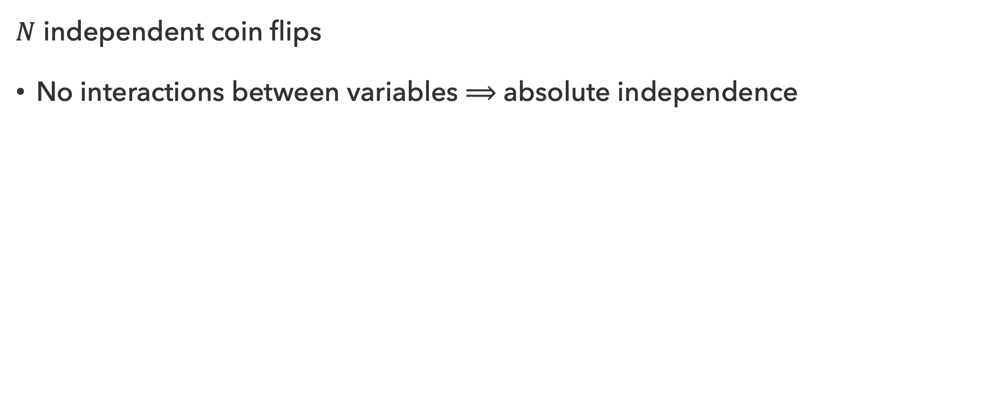 N independent coin flips
• No interactions between variables ⟹ absolute independence